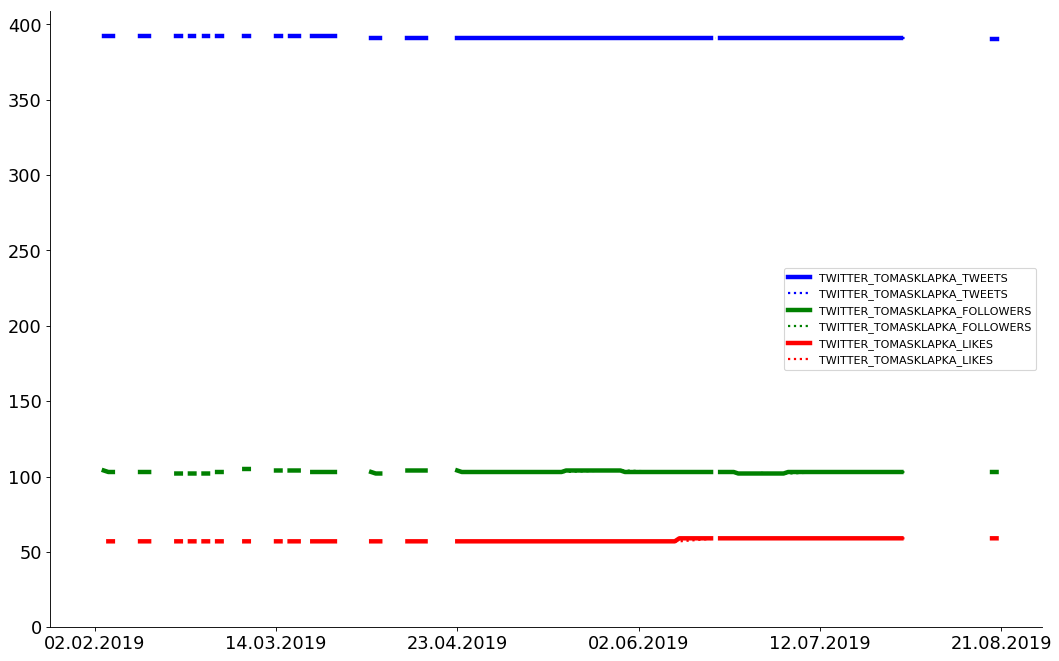 400
350
300
250
200
150
100
50
0
02.02.2019
14.03.2019
23.04.2019
02.06.2019
12.07.2019
21.08.2019
TWITTER_TOMASKLAPKA_TWEETS
TWITTER_TOMASKLAPKA_TWEETS
TWITTER_TOMASKLAPKA_FOLLOWERS
TWITTER_TOMASKLAPKA_FOLLOWERS
TWITTER_TOMASKLAPKA_LIKES
TWITTER_TOMASKLAPKA_LIKES